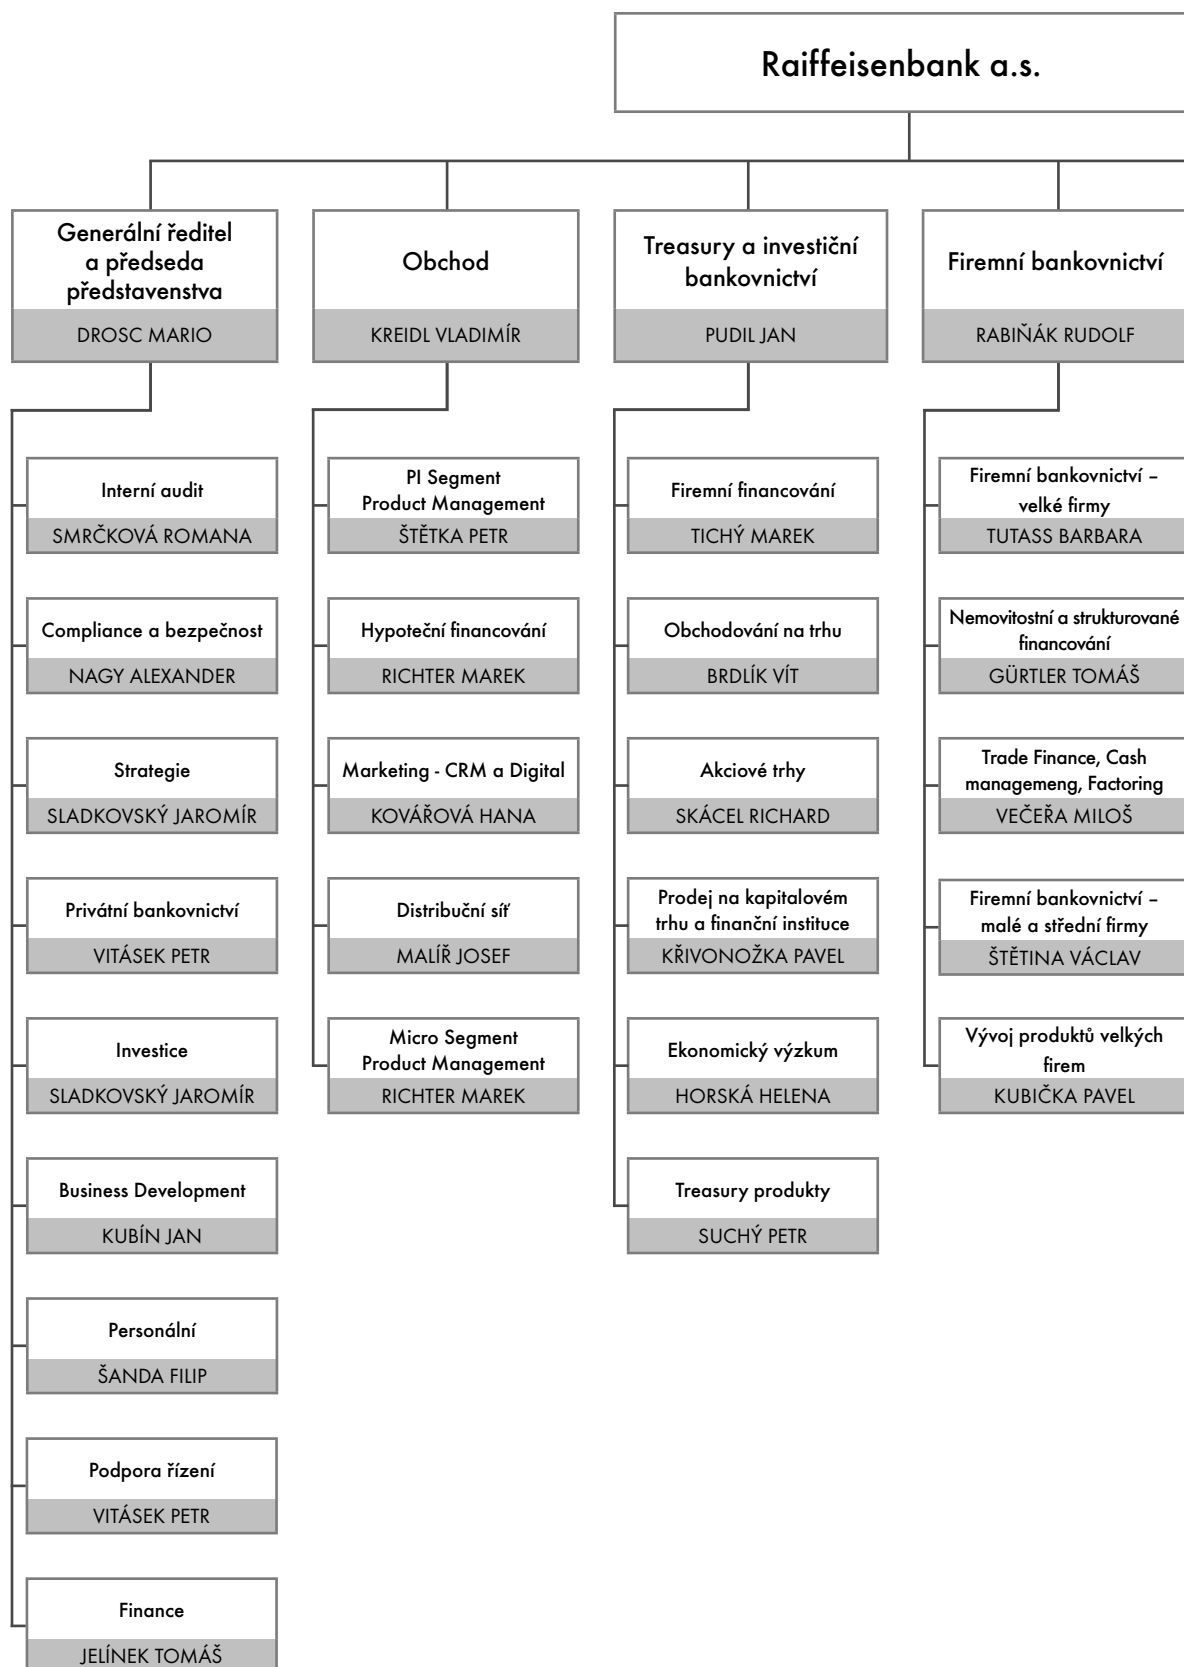 Raiffeisenbank a.s.
Generální ředitel
a předseda
představenstva
DROSC MARIO
Interní audit
SMRČKOVÁ ROMANA
Compliance a bezpečnost
NAGY ALEXANDER
Strategie
SLADKOVSKÝ JAROMÍR
Privátní bankovnictví
VITÁSEK PETR
Investice
SLADKOVSKÝ JAROMÍR
Business Development
KUBÍN JAN
Personální
ŠANDA FILIP
Podpora řízení
VITÁSEK PETR
Finance
JELÍNEK TOMÁŠ
Obchod
KREIDL VLADIMÍR
PI Segment
Product Management
ŠTĚTKA PETR
Hypoteční financování
RICHTER MAREK
Marketing - CRM a Digital
KOVÁŘOVÁ HANA
Distribuční síť
MALÍŘ JOSEF
Micro Segment
Product Management
RICHTER MAREK
Treasury a investiční
bankovnictví
PUDIL JAN
Firemní financování
TICHÝ MAREK
Obchodování na trhu
BRDLÍK VÍT
Akciové trhy
SKÁCEL RICHARD
Prodej na kapitalovém
trhu a finanční instituce
KŘIVONOŽKA PAVEL
Ekonomický výzkum
HORSKÁ HELENA
Treasury produkty
SUCHÝ PETR
Firemní bankovnictví
RABIŇÁK RUDOLF
Firemní bankovnictví –
velké firmy
TUTASS BARBARA
Nemovitostní a strukturované
financování
GÜRTLER TOMÁŠ
Trade Finance, Cash
managemeng, Factoring
VEČEŘA MILOŠ
Firemní bankovnictví –
malé a střední firmy
ŠTĚTINA VÁCLAV
Vývoj produktů velkých
firem
KUBIČKA PAVEL